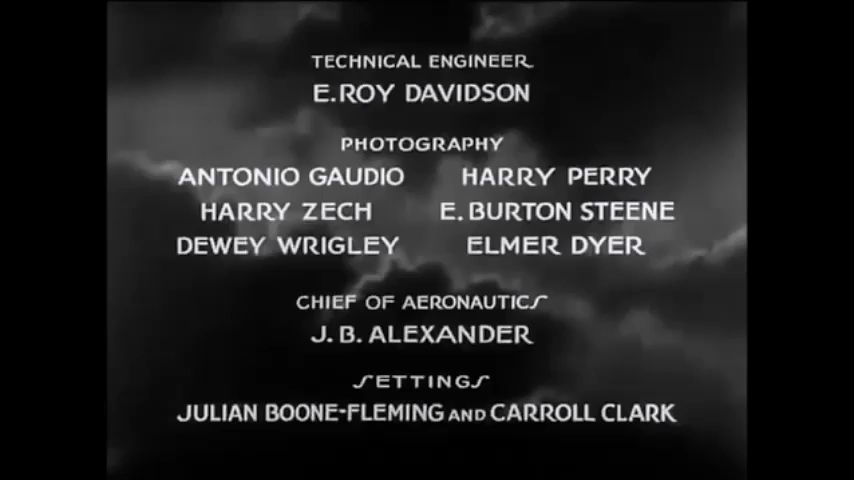 TECHNICAL ENGINEER
E. ROY DAVIDSON
PHOTOGRAPHY
ANTONIO GAUDIO HARRY PERRY
HARRY ZECH E. BURTON STEENE
DEWEY WRIGLEY ELMER DYER
CHIEF OF AERONAUTICS
J. B. ALEXANDER
SETTINGS
JULIAN BOONE-FLEMING AND CARROLL CLARK